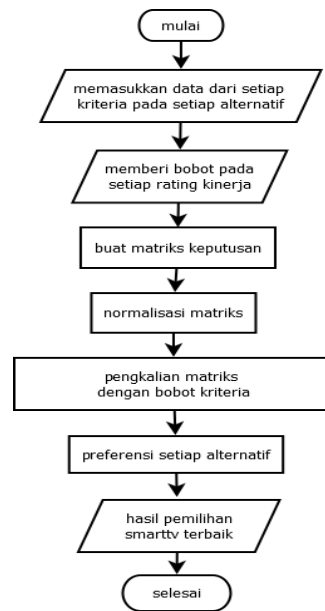 mulai
memasukkan data dari setiap
kriteria pada setiap alternatif
memberi bobot pada
setiap rating kinerja
buat matriks keputusan
normalisasi matriks
pengkalian matriks
dengan bobot kriteria
preferensi setiap alternatif
hasil pemilihan
smarttv terbaik
selesai